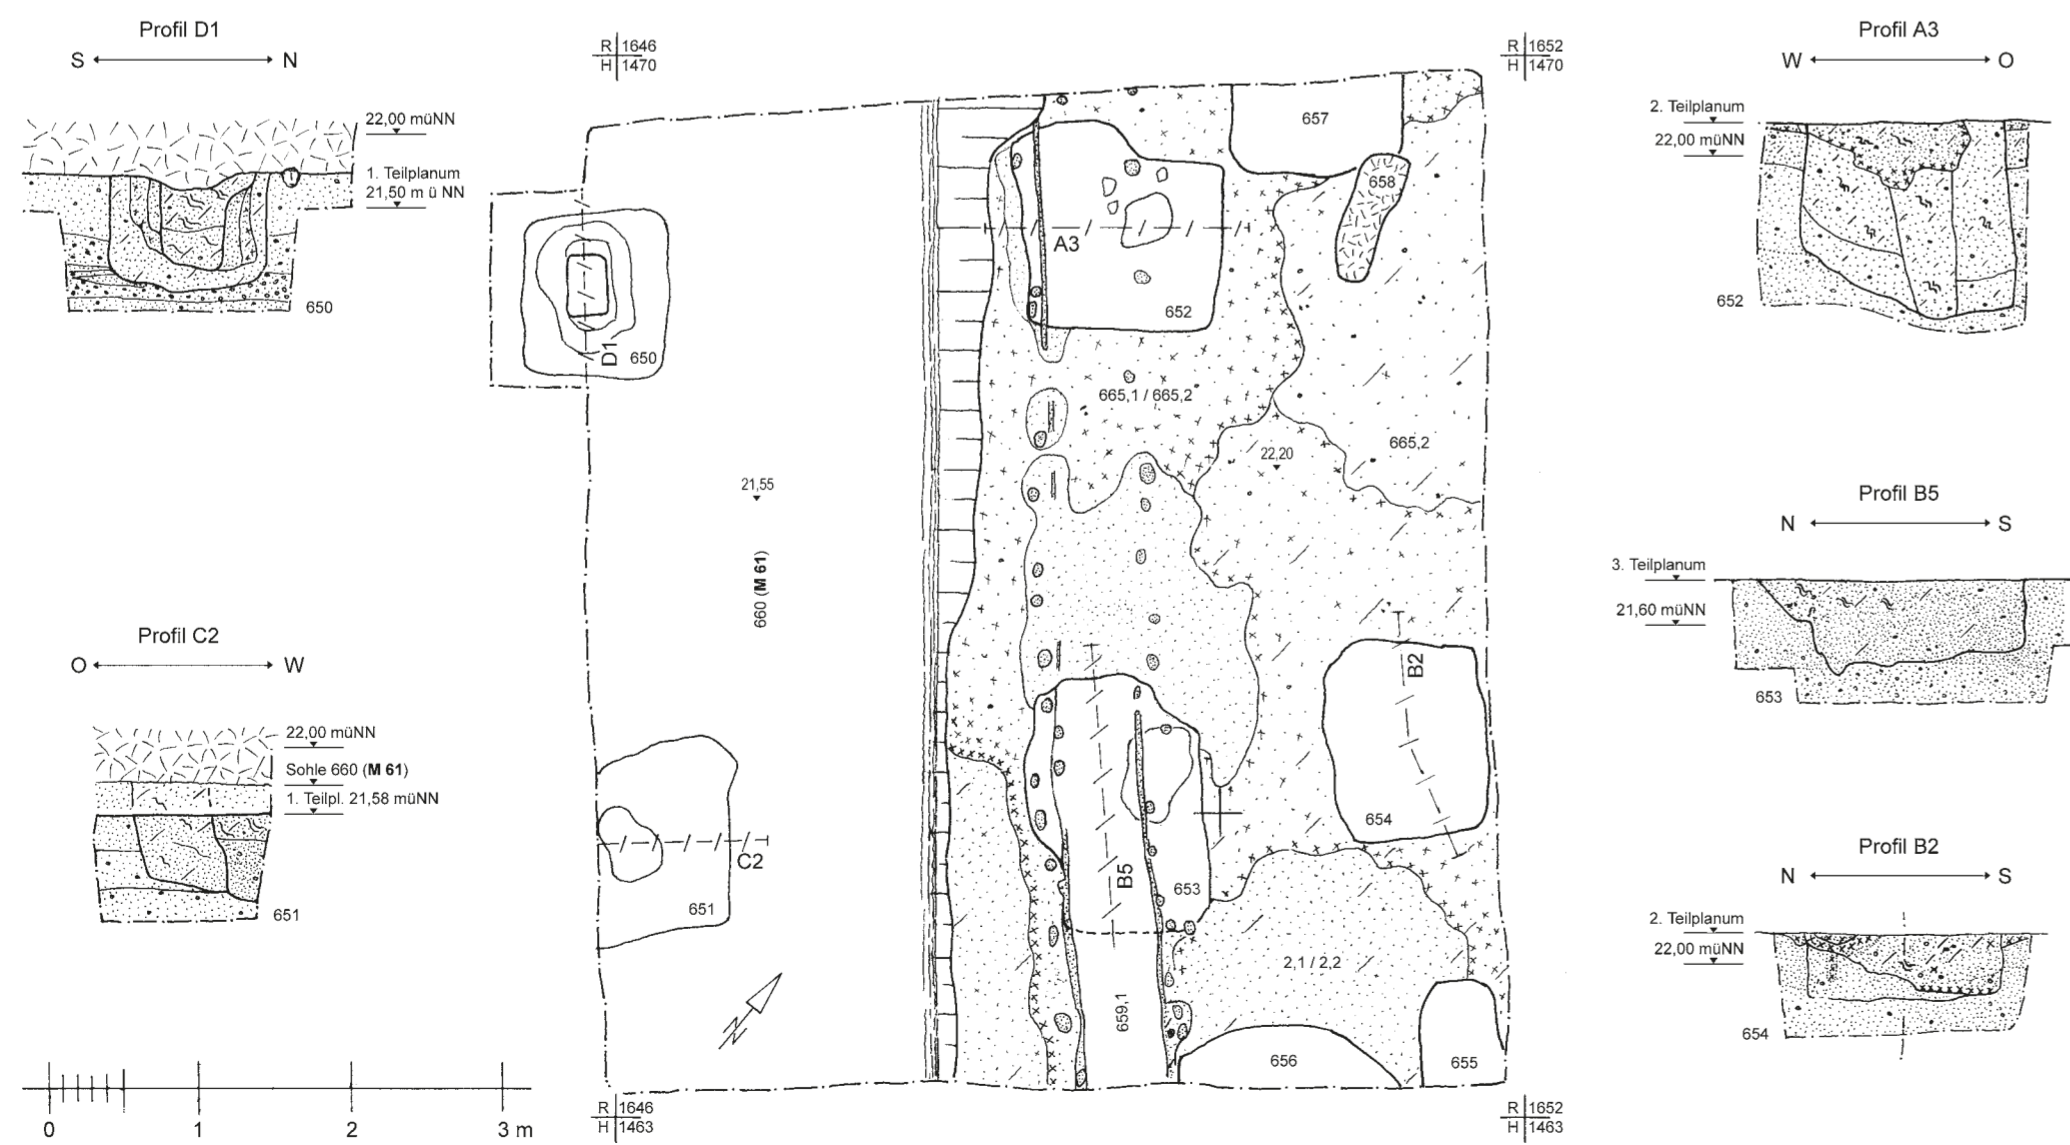 Profil D1
S N
22,00 müNN
1. Teilplanum
21,50 m ü NN
650
Profil C2
O W
22,00 müNN
Sohle 660 (M 61)
1. Teilpl. 21,58 müNN
651
0 1 2 3 m
R 1646
H 1470
R 1652
H 1470
657
658
A3
652
D1
650
665,1 / 665,2
665,2
22,20
21,55
660 (M 61)
B2
654
C2
651
B5
653
2,1 / 2,2
659,1
656
655
N
R 1646
H 1463
R 1652
H 1463
Profil A3
W O
2. Teilplanum
22,00 müNN
652
Profil B5
N S
3. Teilplanum
21,60 müNN
653
Profil B2
N S
2. Teilplanum
22,00 müNN
654